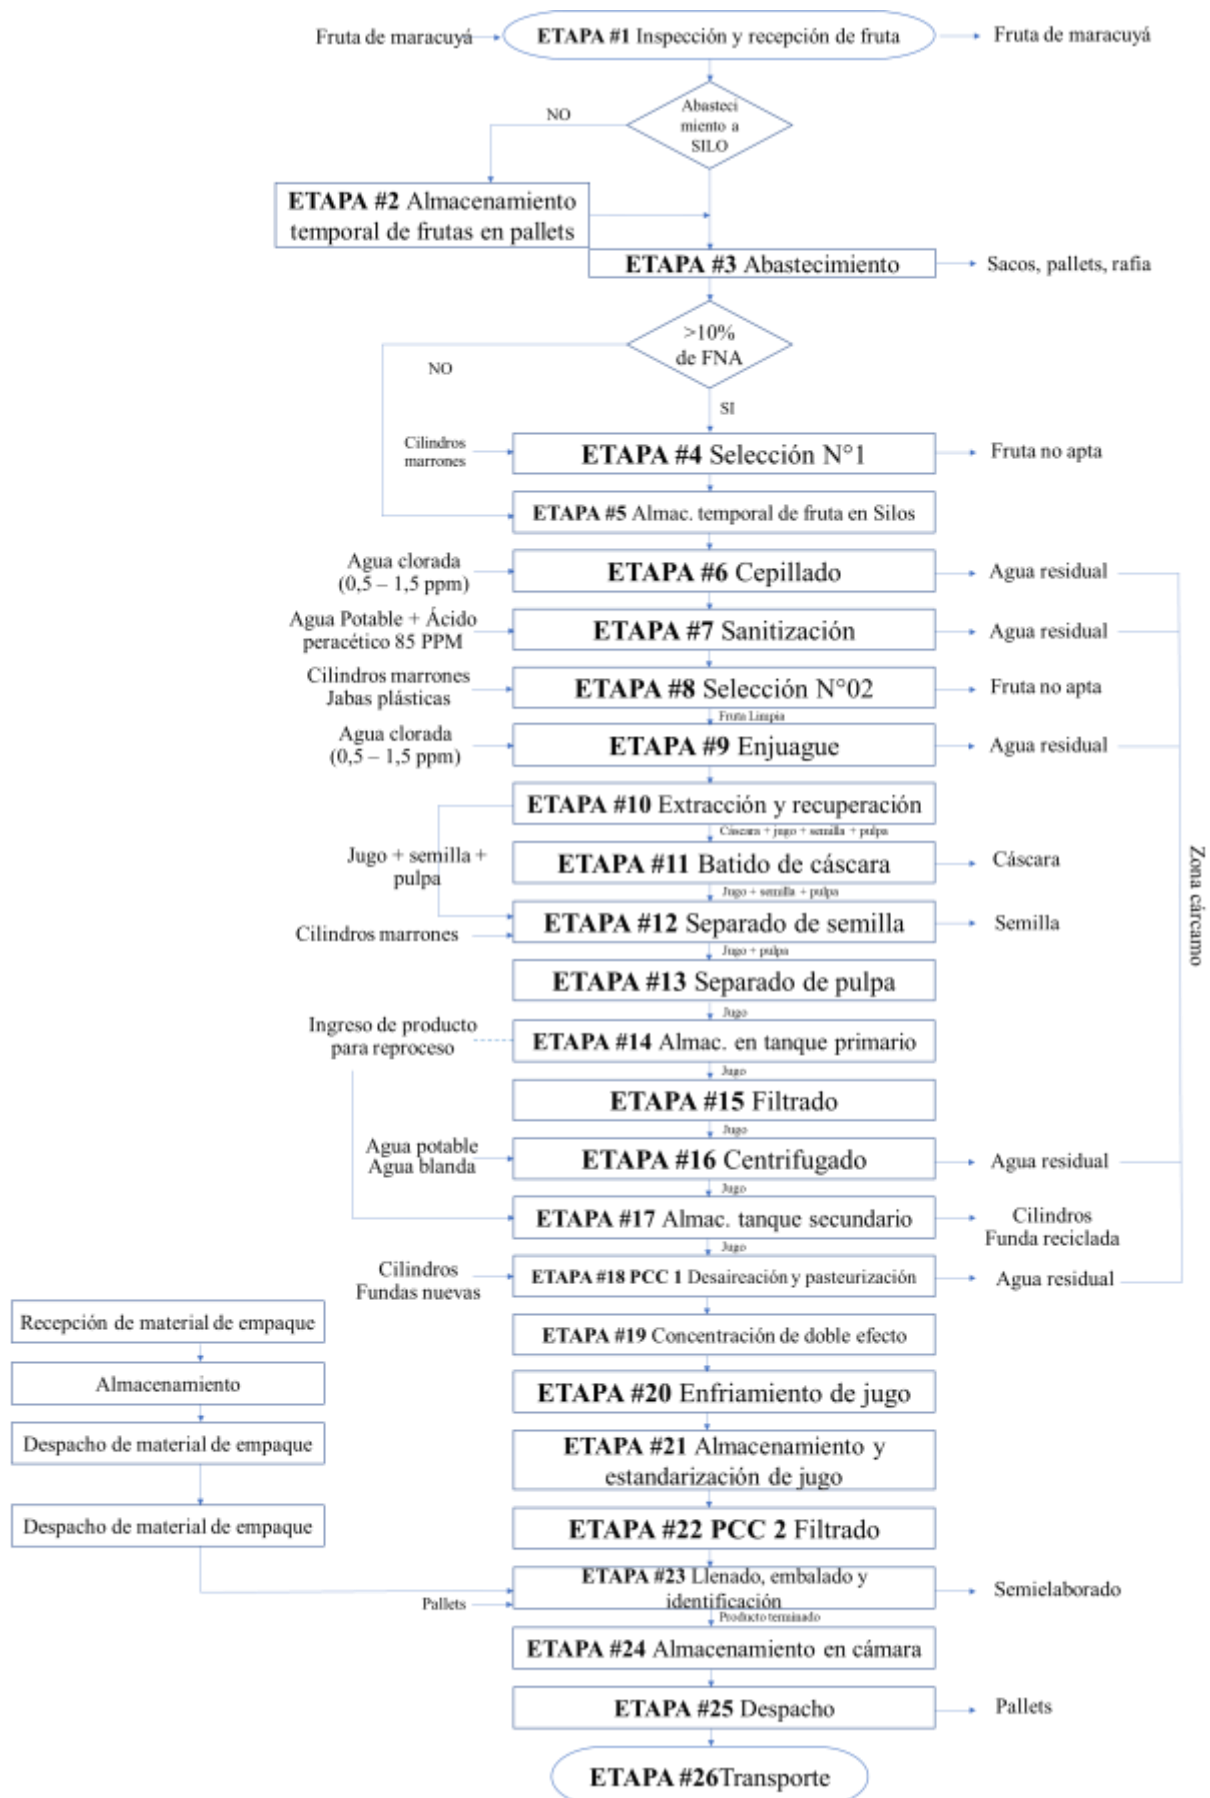 Fruta de maracuyá
ETAPA #1 Inspección y recepción de fruta
Fruta de maracuyá
Abasteci
miento a
SILO
NO
ETAPA #2 Almacenamiento
temporal de frutas en pallets
ETAPA #3 Abastecimiento
Sacos, pallets, rafia
>10%
de FNA
NO
SI
Cilindros
marrones
ETAPA #4 Selección N°1
Fruta no apta
ETAPA #5 Almac. temporal de fruta en Silos
Agua clorada
(0,5 – 1,5 ppm)
ETAPA #6 Cepillado
Agua residual
Agua Potable + Ácido
peracético 85 PPM
ETAPA #7 Sanitización
Agua residual
Cilindros marrones
Jabas plásticas
ETAPA #8 Selección N°02
Fruta no apta
Fruta Limpia
Agua clorada
(0,5 – 1,5 ppm)
ETAPA #9 Enjuague
Agua residual
ETAPA #10 Extracción y recuperación
Cáscara + jugo + semilla + pulpa
Jugo + semilla +
pulpa
ETAPA #11 Batido de cáscara
Cáscara
Jugo + semilla + pulpa
Zona cárcamo
Cilindros marrones
ETAPA #12 Separado de semilla
Semilla
Jugo + pulpa
ETAPA #13 Separado de pulpa
Jugo
Ingreso de producto
para reproceso
ETAPA #14 Almac. en tanque primario
Jugo
ETAPA #15 Filtrado
Jugo
Agua potable
Agua blanda
ETAPA #16 Centrifugado
Agua residual
Jugo
ETAPA #17 Almac. tanque secundario
Cilindros
Funda reciclada
Jugo
Cilindros
Fundas nuevas
ETAPA #18 PCC 1 Desaireación y pasteurización
Agua residual
Recepción de material de empaque
ETAPA #19 Concentración de doble efecto
Almacenamiento
ETAPA #20 Enfriamiento de jugo
Despacho de material de empaque
ETAPA #21 Almacenamiento y
estandarización de jugo
Despacho de material de empaque
ETAPA #22 PCC 2 Filtrado
Pallets
ETAPA #23 Llenado, embalado y
identificación
Semielaborado
Producto terminado
ETAPA #24 Almacenamiento en cámara
ETAPA #25 Despacho
Pallets
ETAPA #26Transporte